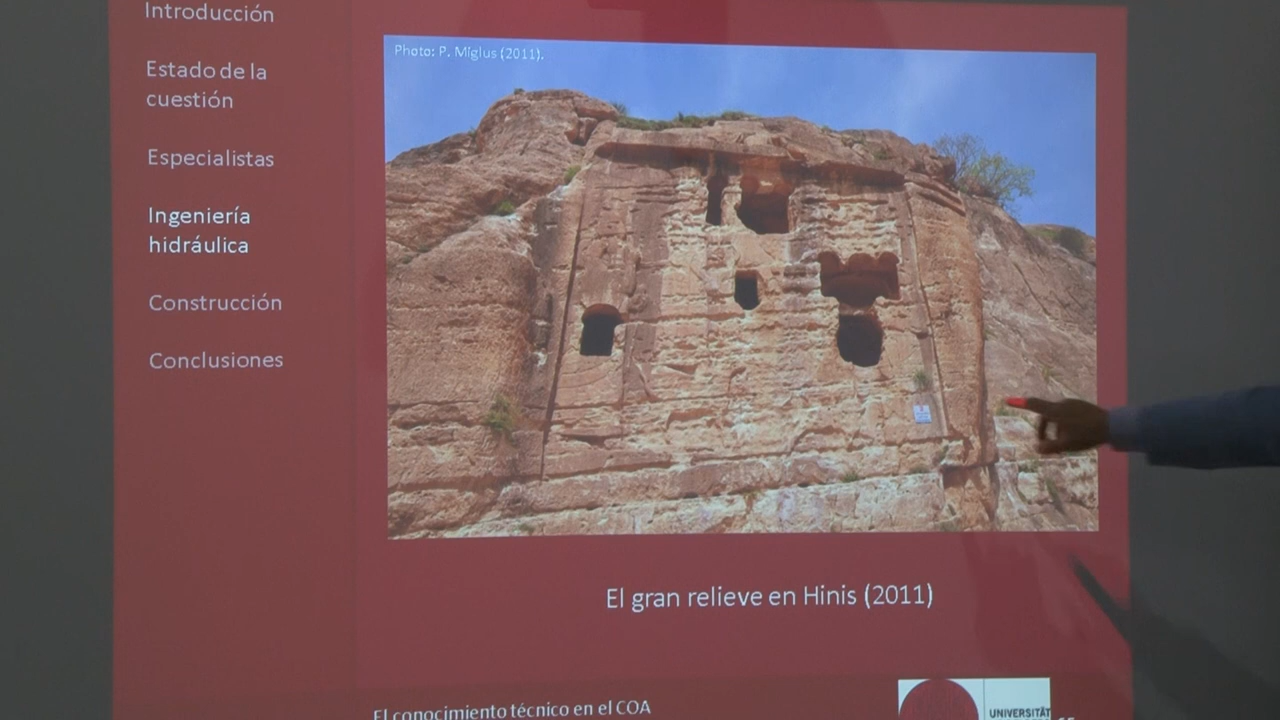 Introducción
Estado de la
cuestión
Especialistas
Ingeniería
hidráulica
Construcción
Conclusiones
Photo: P. Miglus (2011).
El gran relieve en Hinis (2011)
El conocimiento técnico en el COA
UNIVERSITÄT